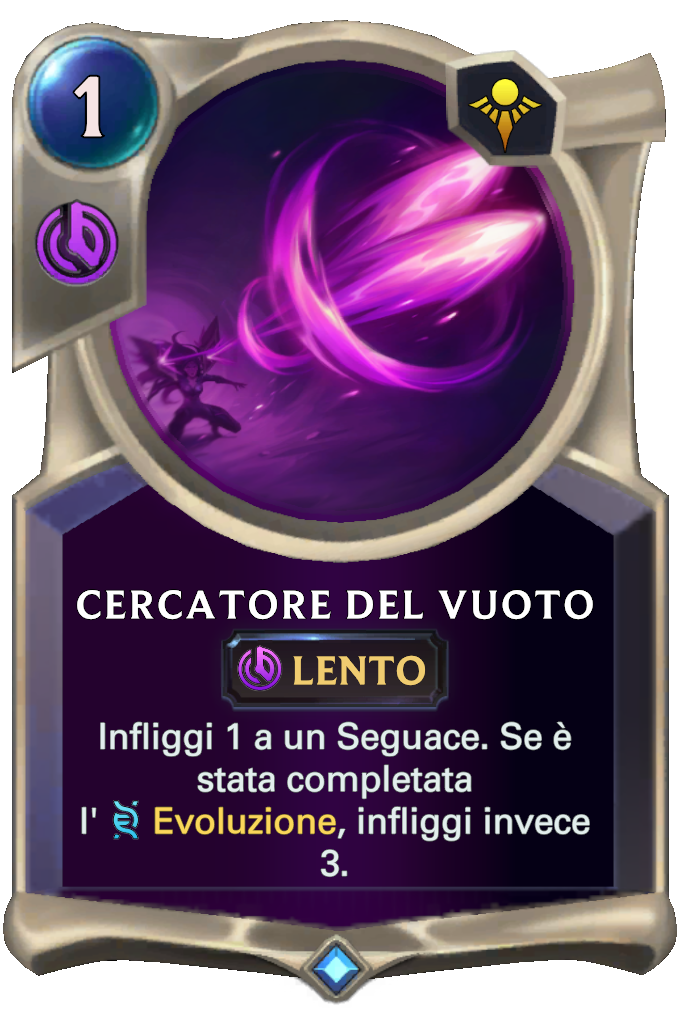 1
CERCATORE DEL VUOTO
LENTO
Infliggi 1 a un Seguace. Se è
stata completata
l' Evoluzione, infliggi invece
3.